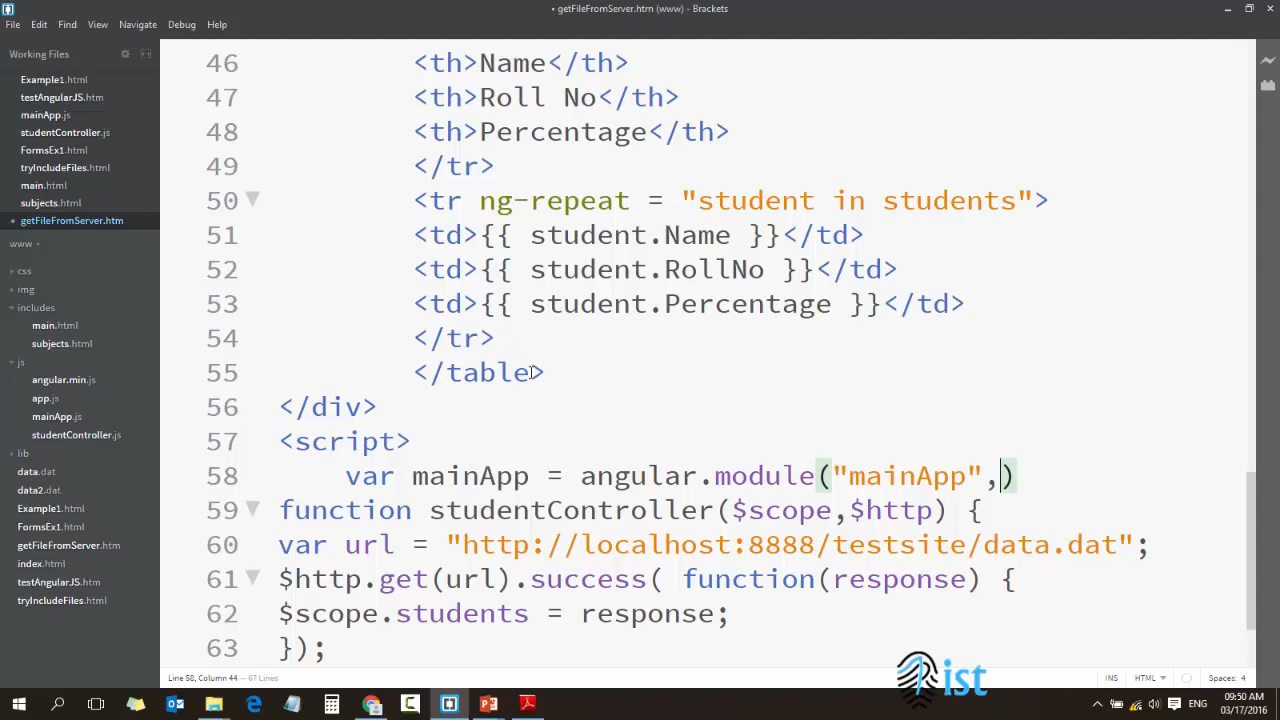 • getFileFromServer.htm (www) - Brackets
File Edit Find View Navigate Debug Help
Working Files
Example1.html
testAngularJS.htm
mainApp.js
studentController.js
FormsEx1.html
tryIncludeFiles.html
main.html
subjects.html
• getFileFromServer.htm
www
css
img
includes
main.html
subjects.html
js
angular.min.js
app.js
mainApp.js
studentController.js
lib
data.dat
data2.dat
Example1.html
FormsEx1.html
getFileFromServer.htm
index.html
testAngularJS.htm
tryIncludeFiles.html
46 <th>Name</th>
47 <th>Roll No</th>
48 <th>Percentage</th>
49 </tr>
50 <tr ng-repeat = "student in students">
51 <td>{{ student.Name }}</td>
52 <td>{{ student.RollNo }}</td>
53 <td>{{ student.Percentage }}</td>
54 </tr>
55 </table>
56 </div>
57 <script>
58 var mainApp = angular.module("mainApp",)
59 function studentController($scope,$http) {
60 var url = "http://localhost:8888/testsite/data.dat";
61 $http.get(url).success( function(response) {
62 $scope.students = response;
63 });
ist
Line 58, Column 44 — 67 Lines
INS HTML Spaces: 4
ENG
09:50 AM
03/17/2016